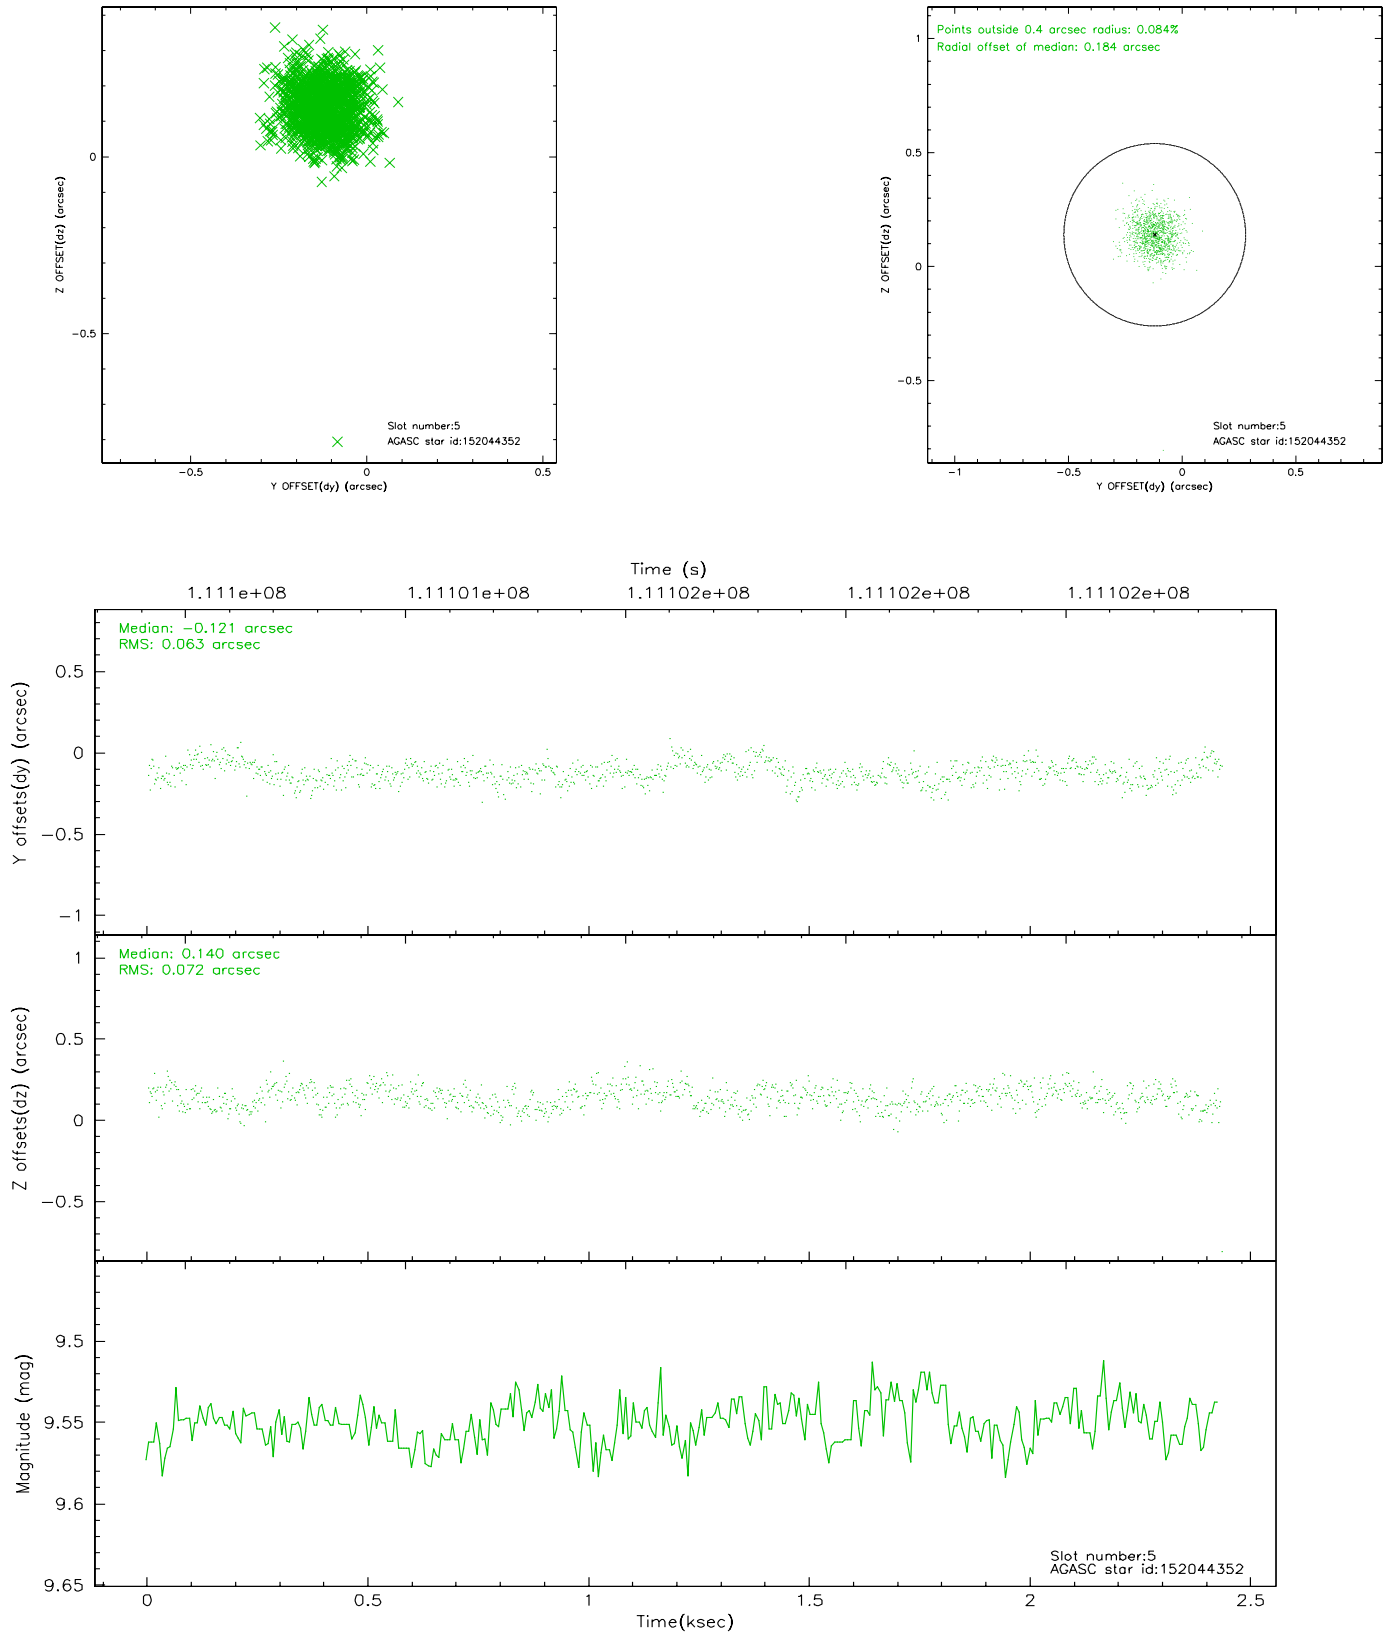 0
-0.5
-0.5
0
0.5
Z OFFSET(dz) (arcsec)
Y OFFSET(dy) (arcsec)
Slot number:5
AGASC star id:152044352
Points outside 0.4 arcsec radius: 0.084%
Radial offset of median: 0.184 arcsec
1
0.5
0
-0.5
-1
-0.5
0
0.5
Z OFFSET(dz) (arcsec)
Y OFFSET(dy) (arcsec)
Slot number:5
AGASC star id:152044352
Time (s)
1.111e+08
1.11101e+08
1.11102e+08
1.11102e+08
1.11102e+08
Median: -0.121 arcsec
RMS: 0.063 arcsec
0.5
0
-0.5
-1
Y offsets(dy) (arcsec)
Median: 0.140 arcsec
RMS: 0.072 arcsec
1
0.5
0
-0.5
Z offsets(dz) (arcsec)
9.5
9.55
9.6
9.65
Magnitude (mag)
Slot number:5
AGASC star id:152044352
0
0.5
1
1.5
2
2.5
Time(ksec)